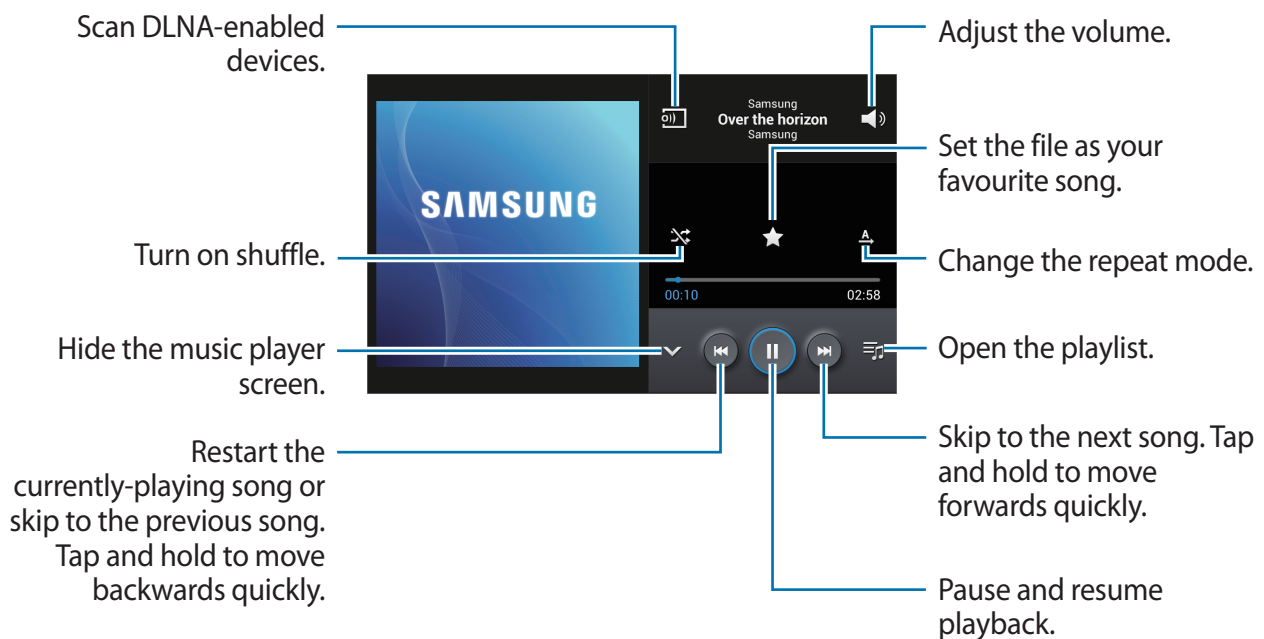 Scan DLNA-enabled
devices.
Turn on shuffle.
Hide the music player
screen.
Restart the
currently-playing song or
skip to the previous song.
Tap and hold to move
backwards quickly.
SAMSUNG
Samsung
Over the horizon
Samsung
A
00:10
02:58
Adjust the volume.
Set the file as your
favourite song.
Change the repeat mode.
Open the playlist.
Skip to the next song. Tap
and hold to move
forwards quickly.
Pause and resume
playback.